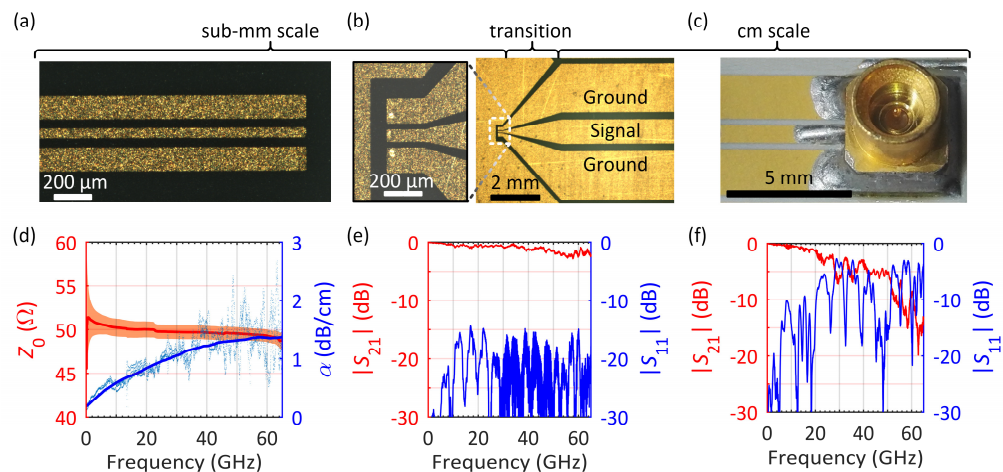 (a) (b) (c)
sub-mm scale transition cm scale
Ground
Signal
Ground
200 µm 200 µm 2 mm 5 mm
(d) (e) (f)
60 3 0 0 0 0
55 2 -10 -10 -10 -10
50
45 1 -20 -20 -20 -20
40 0 -30 -30 -30 -30
Z0 (Ω) α (dB/cm) |S21| (dB) |S11| (dB) |S21| (dB) |S11| (dB)
0 20 40 60 0 20 40 60 0 20 40 60
Frequency (GHz) Frequency (GHz) Frequency (GHz)